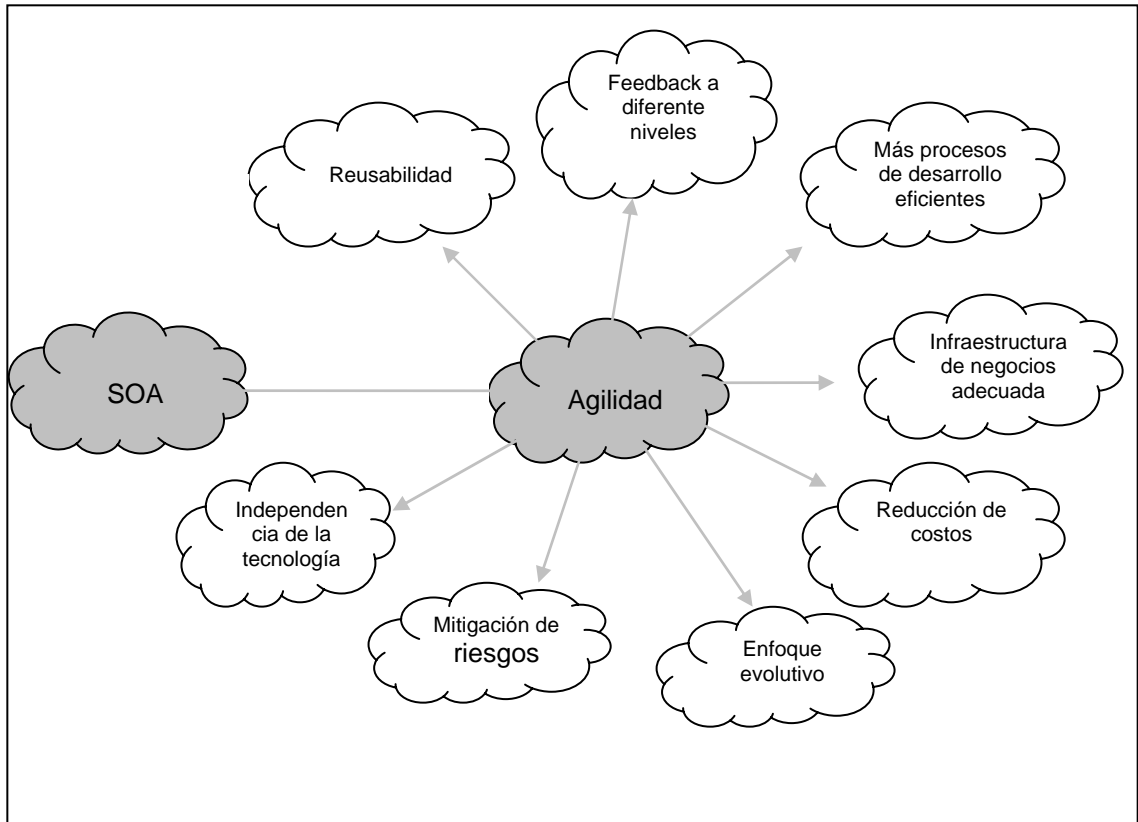 Feedback a
diferente
niveles
Reusabilidad
Más procesos
de desarrollo
eficientes
Infraestructura
de negocios
adecuada
SOA
Agilidad
Independen
cia de la
tecnología
Reducción de
costos
Mitigación de
riesgos
Enfoque
evolutivo